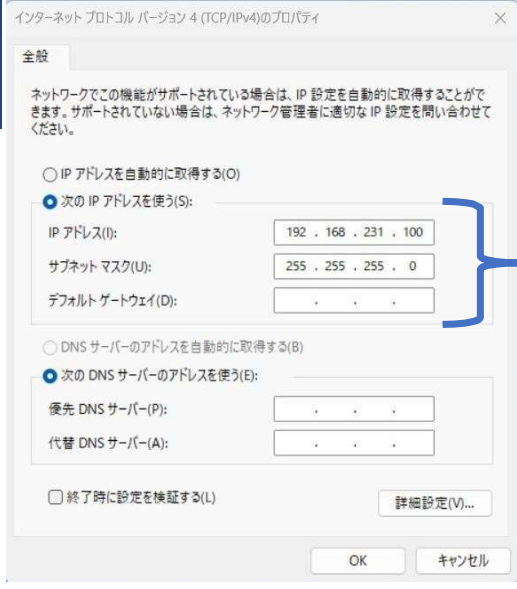 インターネット プロトコル バージョン 4 (TCP/IPv4)のプロパティ
全般
ネットワークでこの機能がサポートされている場合は、IP 設定を自動的に取得することがで
きます。サポートされていない場合は、ネットワーク管理者に適切な IP 設定を問い合わせて
ください。
IP アドレスを自動的に取得する(O)
次の IP アドレスを使う(S):
IP アドレス(I): 192 . 168 . 231 . 100
サブネット マスク(U): 255 . 255 . 255 . 0
デフォルト ゲートウェイ(D): . . .
DNS サーバーのアドレスを自動的に取得する(B)
次の DNS サーバーのアドレスを使う(E):
優先 DNS サーバー(P): . . .
代替 DNS サーバー(A): . . .
終了時に設定を検証する(L)
詳細設定(V)...
OK キャンセル